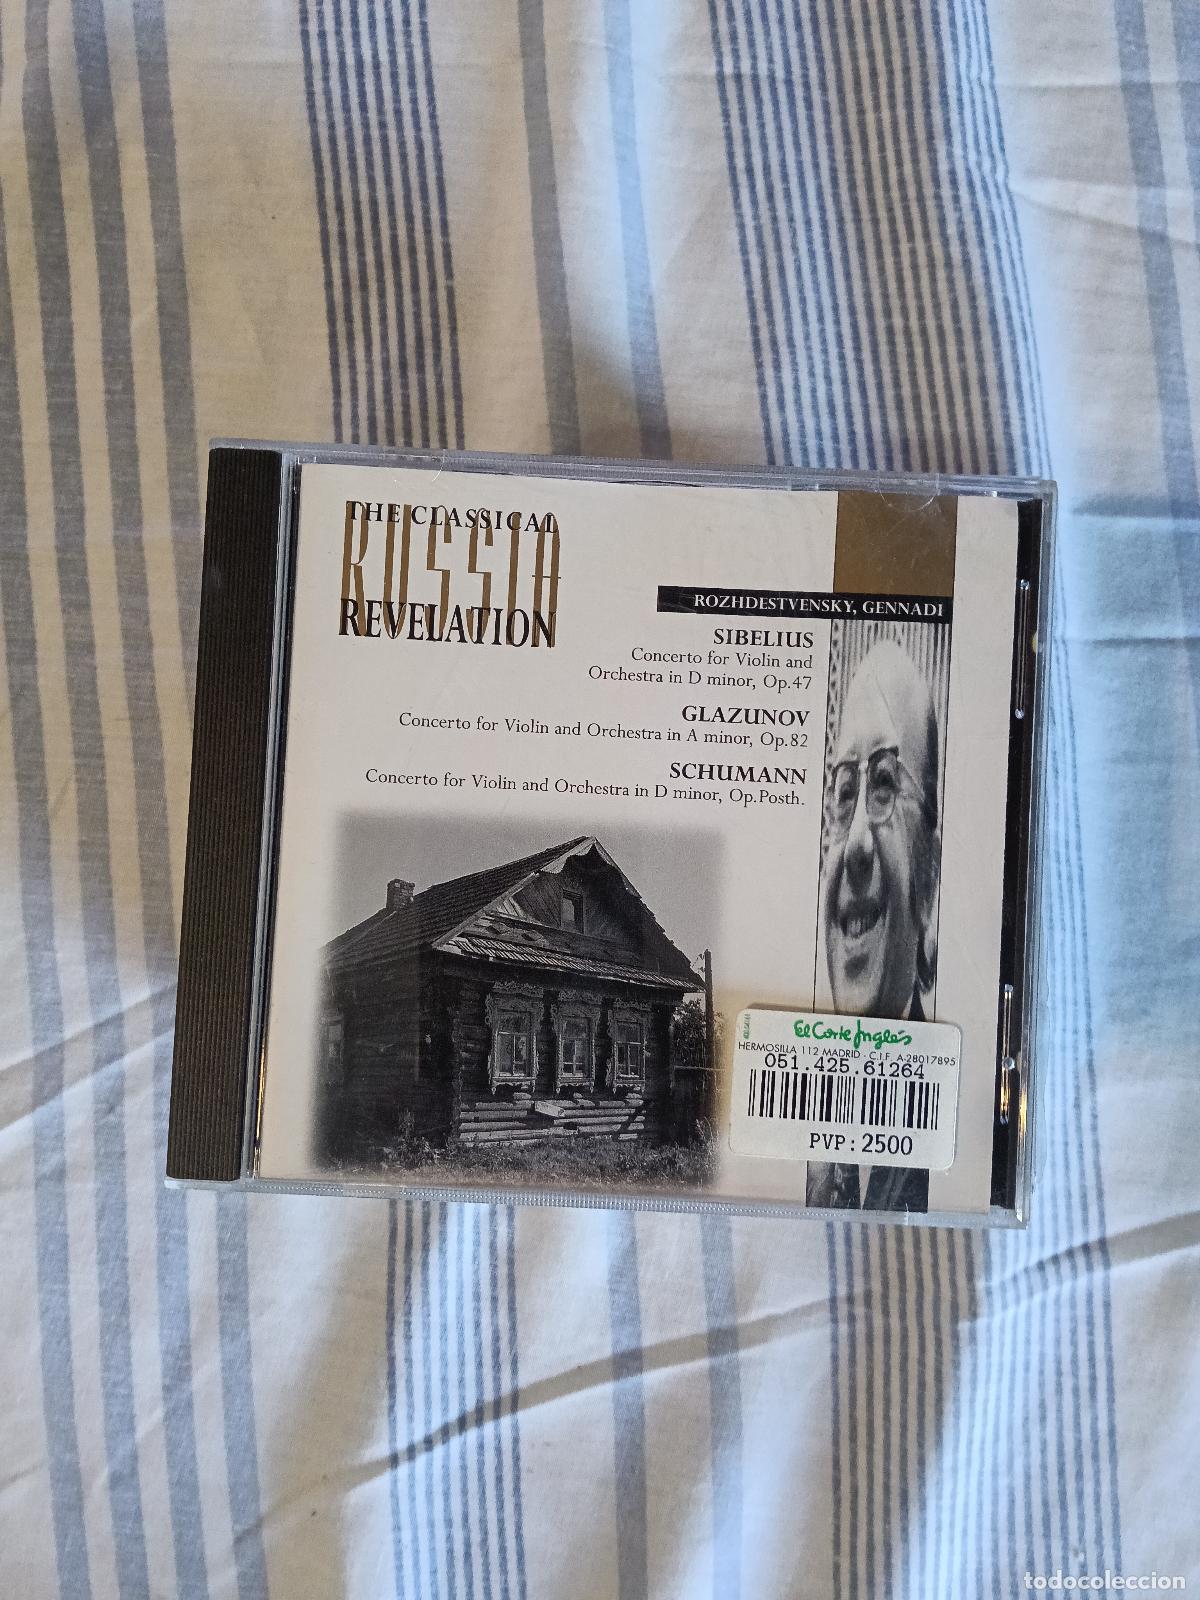 THE CLASSICAL
RUSSIA
REVELATION
ROZHDESTVENSKY, GENNADI
SIBELIUS
Concerto for Violin and
Orchestra in D minor, Op.47
GLAZUNOV
Concerto for Violin and Orchestra in A minor, Op.82
SCHUMANN
Concerto for Violin and Orchestra in D minor, Op.Posth.
El Corte Inglés
HERMOSILLA 112 MADRID - C.I.F. A-28017895
051.425.61264
PVP: 2500
todocoleccion